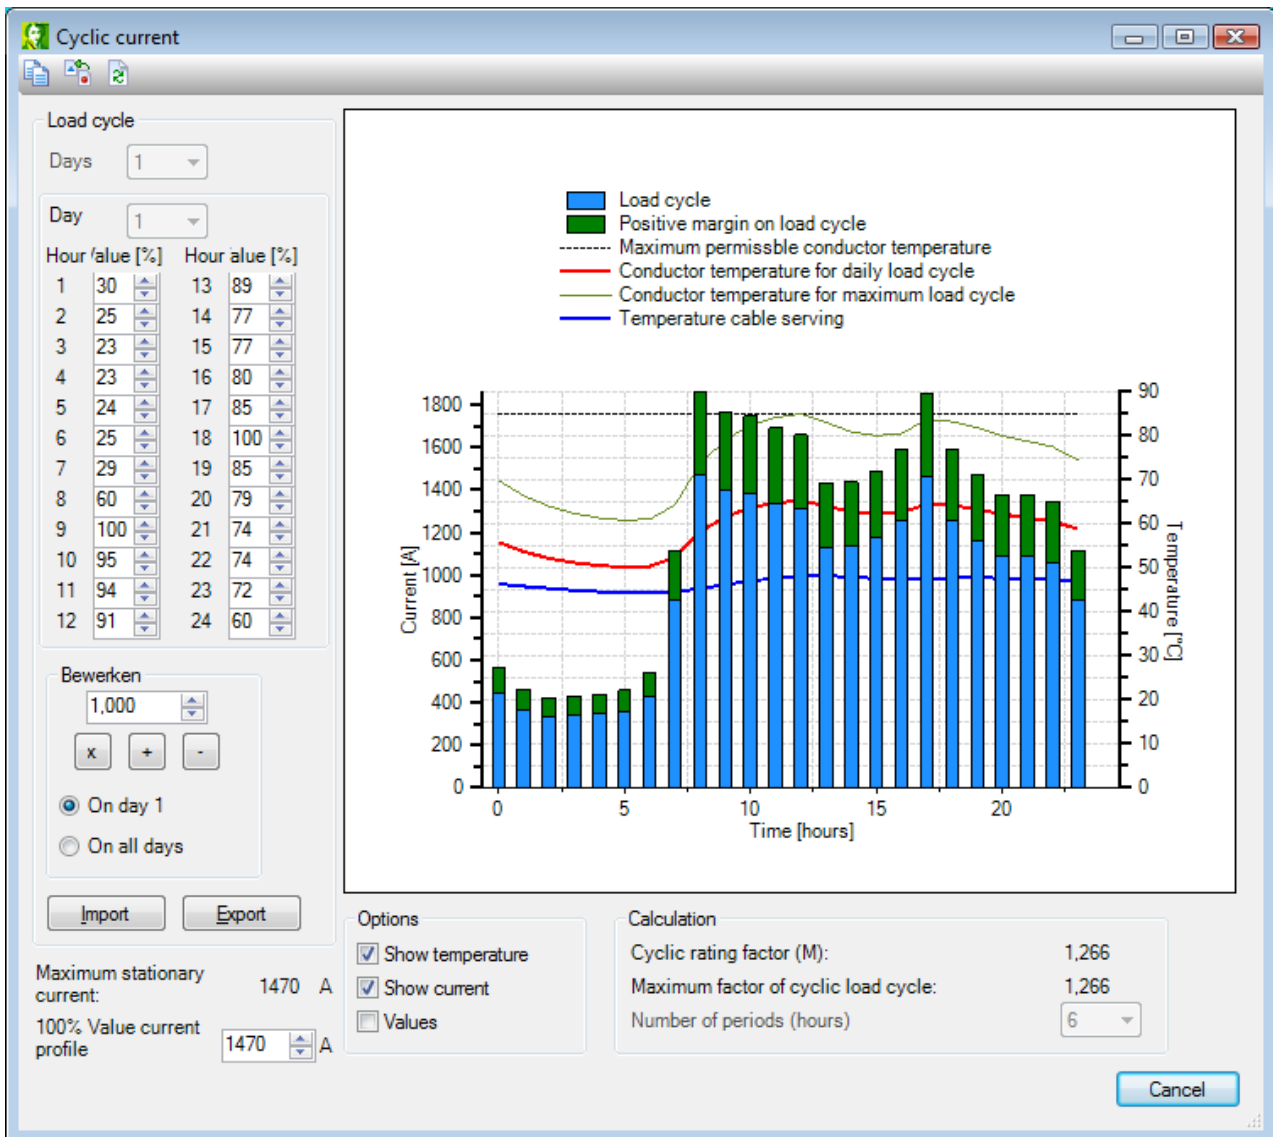 Cyclic current
Load cycle
Days 1
Day 1
Hour Value [%] Hour alue [%]
1 30 13 89
2 25 14 77
3 23 15 77
4 23 16 80
5 24 17 85
6 25 18 100
7 29 19 85
8 60 20 79
9 100 21 74
10 95 22 74
11 94 23 72
12 91 24 60
Bewerken
1,000
x + -
On day 1
On all days
Import Export
Maximum stationary
current: 1470 A
100% Value current
profile 1470 A
Load cycle
Positive margin on load cycle
Maximum permissble conductor temperature
Conductor temperature for daily load cycle
Conductor temperature for maximum load cycle
Temperature cable serving
Current [A]
1800
1600
1400
1200
1000
800
600
400
200
0
90
80
70
60
50
40
30
20
10
0
Temperature [°C]
0 5 10 15 20
Time [hours]
Options
Show temperature
Show current
Values
Calculation
Cyclic rating factor (M): 1,266
Maximum factor of cyclic load cycle: 1,266
Number of periods (hours) 6
Cancel